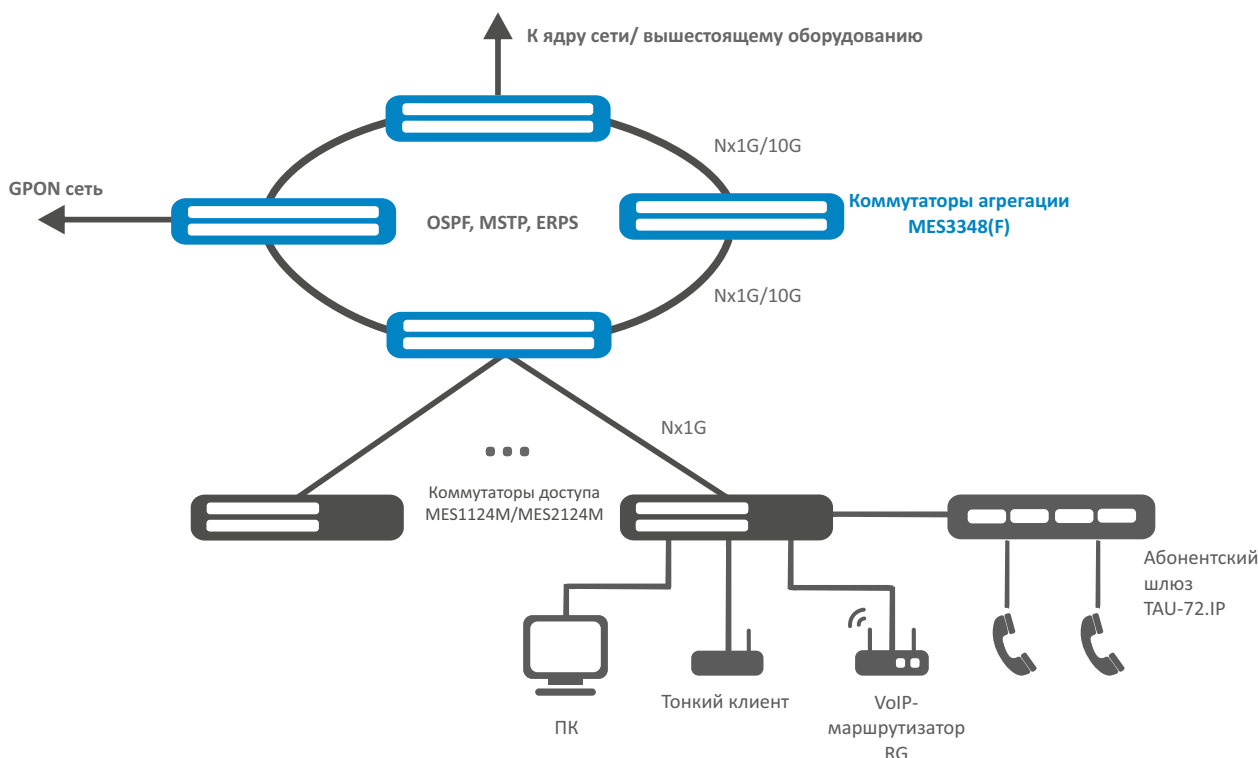 К ядру сети/ вышестоящему оборудованию
Nx1G/10G
GPON сеть
OSPF, MSTP, ERPS
Коммутаторы агрегации
MES3348(F)
Nx1G/10G
Nx1G
Коммутаторы доступа
MES1124M/MES2124M
Абонентский
шлюз
TAU-72.IP
ПК
Тонкий клиент
VoIP-
маршрутизатор
RG